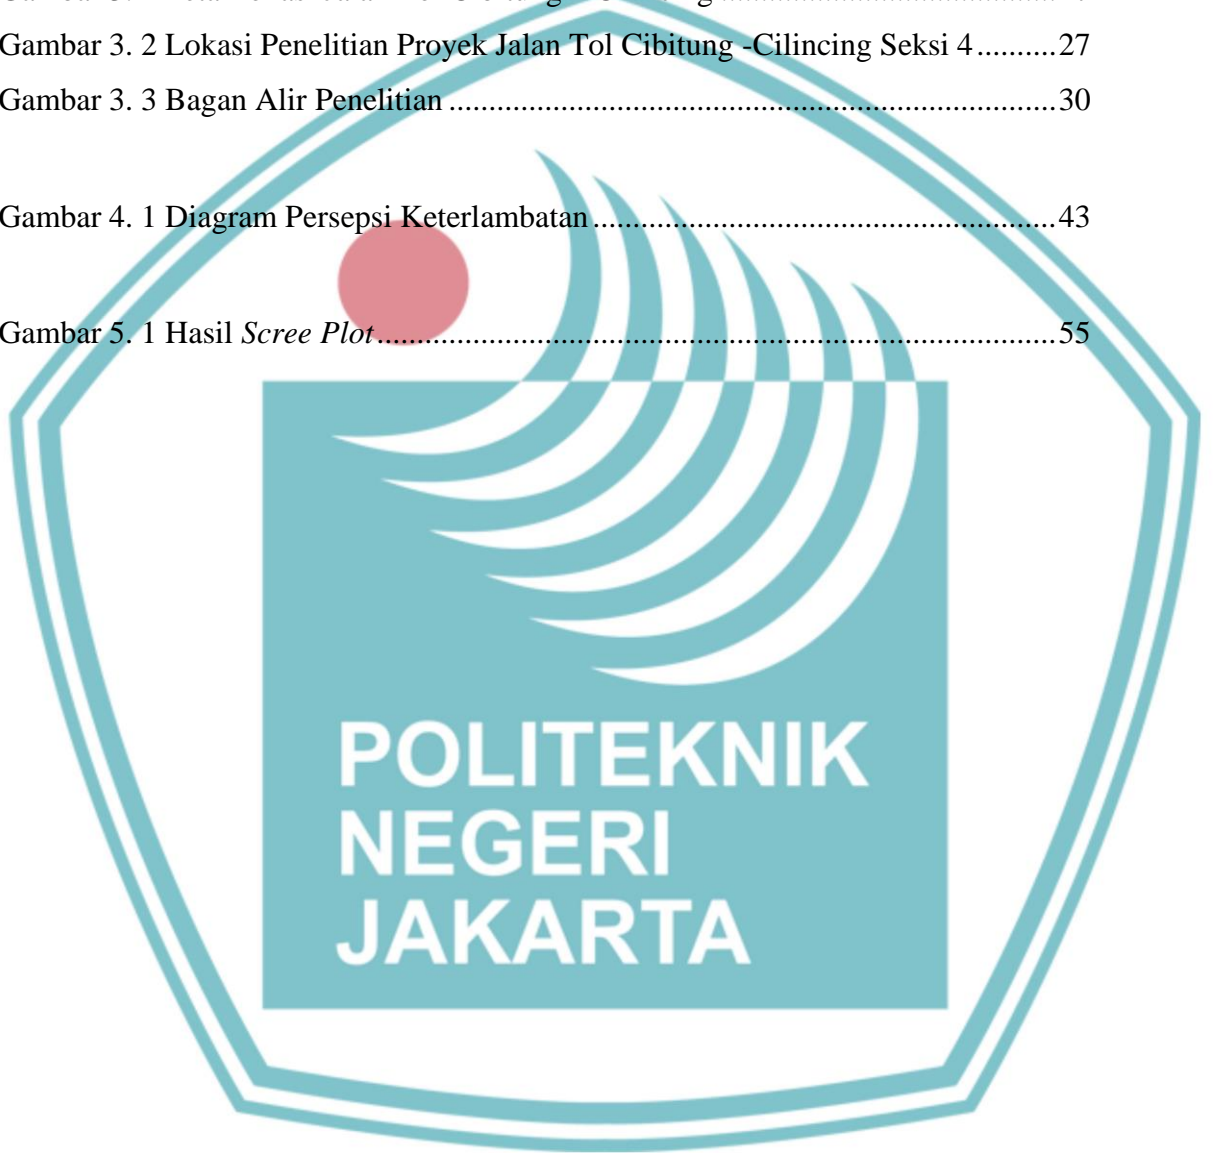 Gambar 3. 2 Lokasi Penelitian Proyek Jalan Tol Cibitung -Cilincing Seksi 4..........27
Gambar 3. 3 Bagan Alir Penelitian ............................................................................30
Gambar 4. 1 Diagram Persepsi Keterlambatan..........................................................43
Gambar 5. 1 Hasil Scree Plot.....................................................................................55
POLITEKNIK
NEGERI
JAKARTA